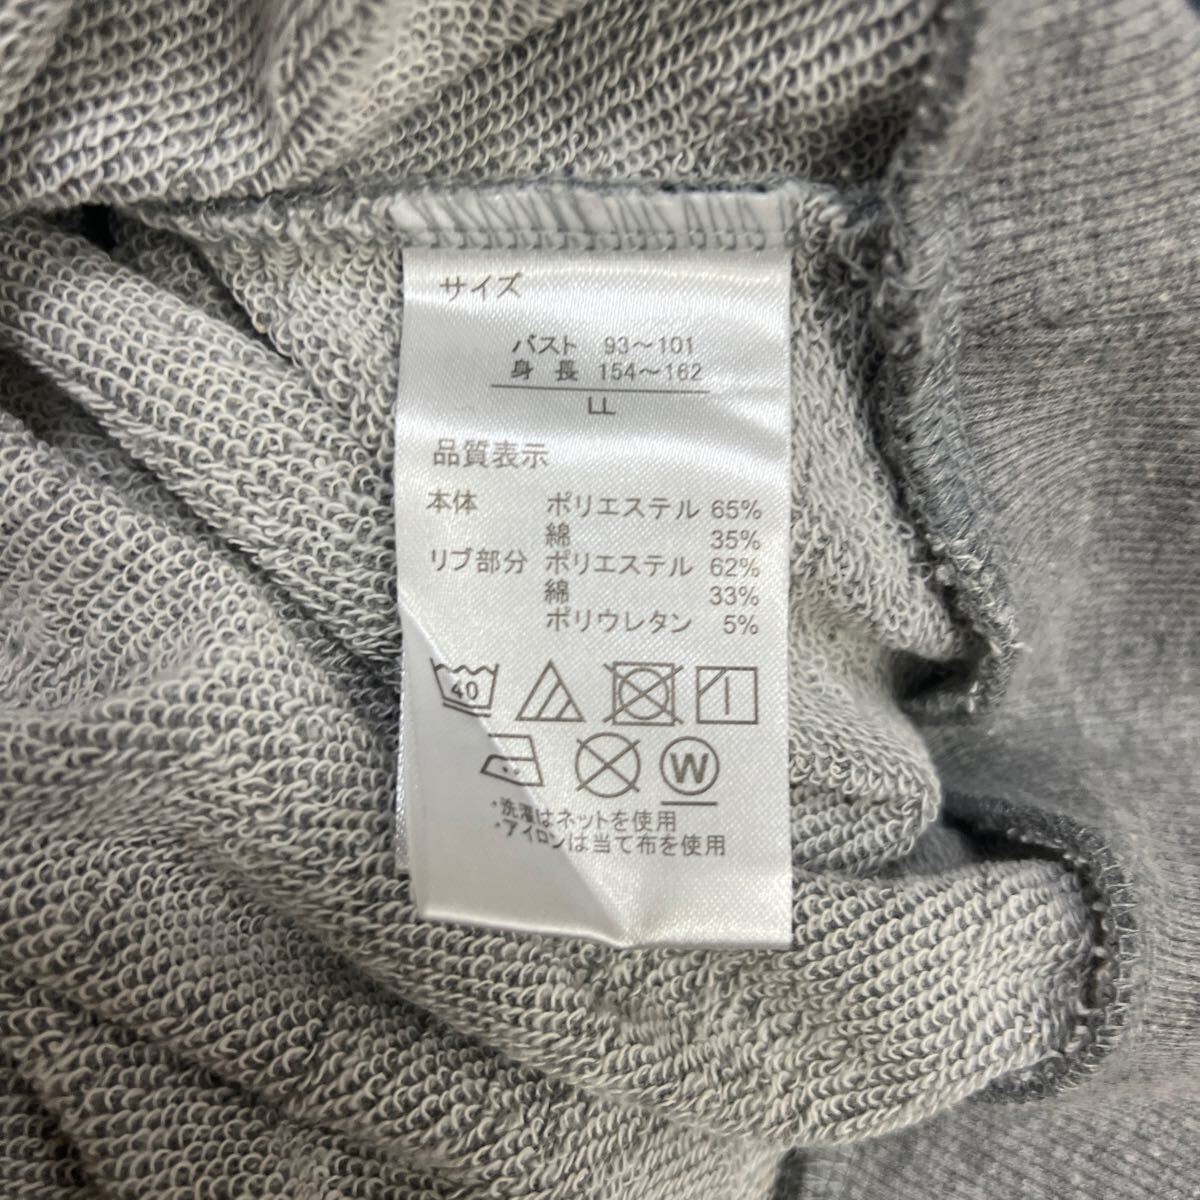 サイズ
バスト 93～101
身 長 154～162
LL
品質表示
本体 ポリエステル 65%
綿 35%
リブ部分 ポリエステル 62%
綿 33%
ポリウレタン 5%
40
W
・洗濯はネットを使用
・アイロンは当て布を使用